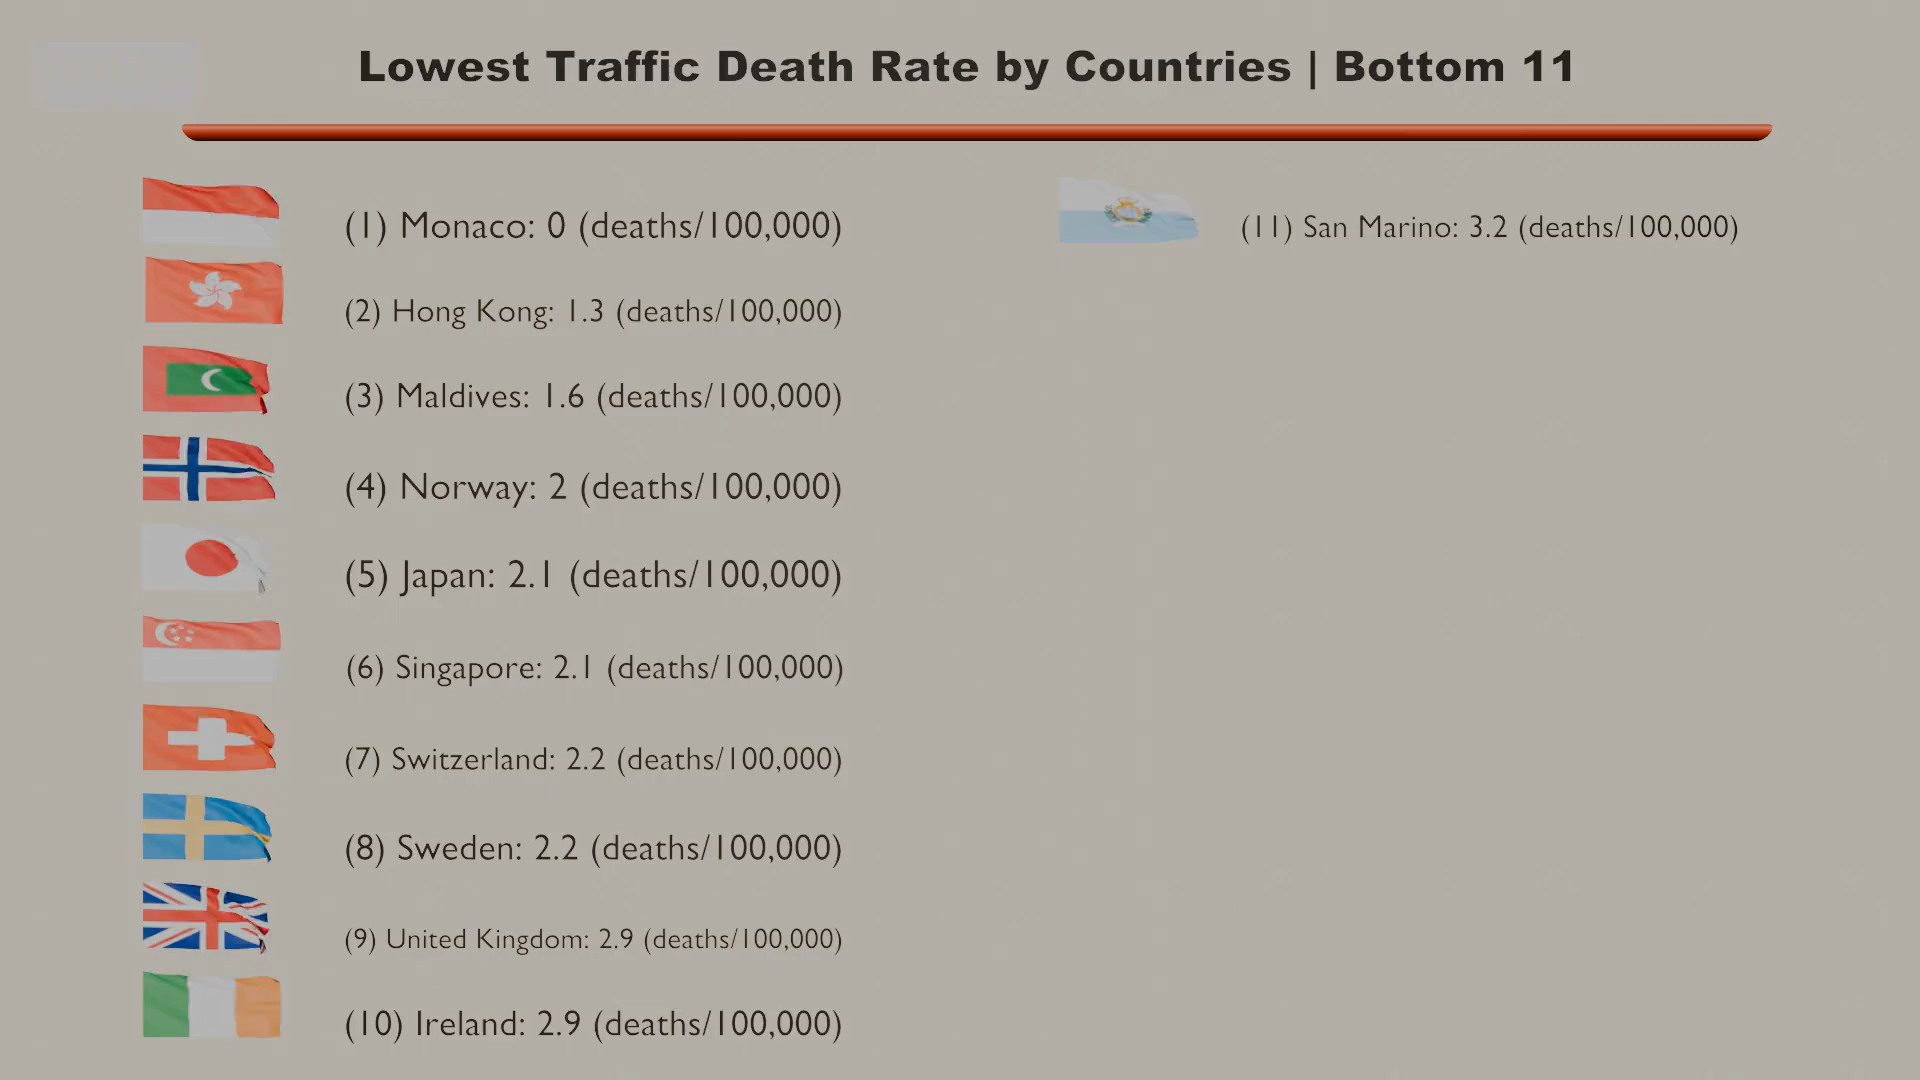 Lowest Traffic Death Rate by Countries | Bottom 11
(1) Monaco: 0 (deaths/100,000)
(2) Hong Kong: 1.3 (deaths/100,000)
(3) Maldives: 1.6 (deaths/100,000)
(4) Norway: 2 (deaths/100,000)
(5) Japan: 2.1 (deaths/100,000)
(6) Singapore: 2.1 (deaths/100,000)
(7) Switzerland: 2.2 (deaths/100,000)
(8) Sweden: 2.2 (deaths/100,000)
(9) United Kingdom: 2.9 (deaths/100,000)
(10) Ireland: 2.9 (deaths/100,000)
(11) San Marino: 3.2 (deaths/100,000)